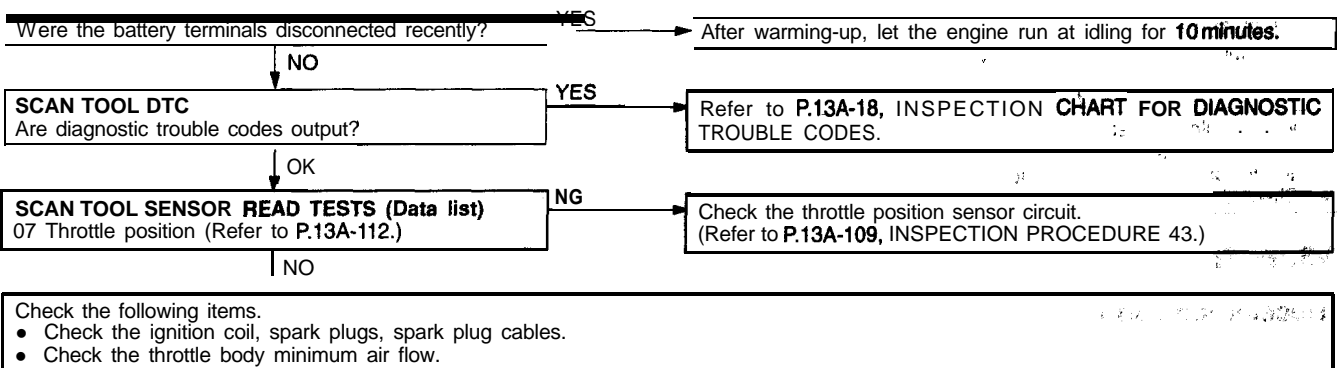 Were the battery terminals disconnected recently?
YES
After warming-up, let the engine run at idling for 10 minutes.
NO
SCAN TOOL DTC
Are diagnostic trouble codes output?
YES
Refer to P.13A-18, INSPECTION CHART FOR DIAGNOSTIC
TROUBLE CODES.
OK
SCAN TOOL SENSOR READ TESTS (Data list)
07 Throttle position (Refer to P.13A-112.)
NG
Check the throttle position sensor circuit.
(Refer to P.13A-109, INSPECTION PROCEDURE 43.)
NO
Check the following items.
● Check the ignition coil, spark plugs, spark plug cables.
● Check the throttle body minimum air flow.